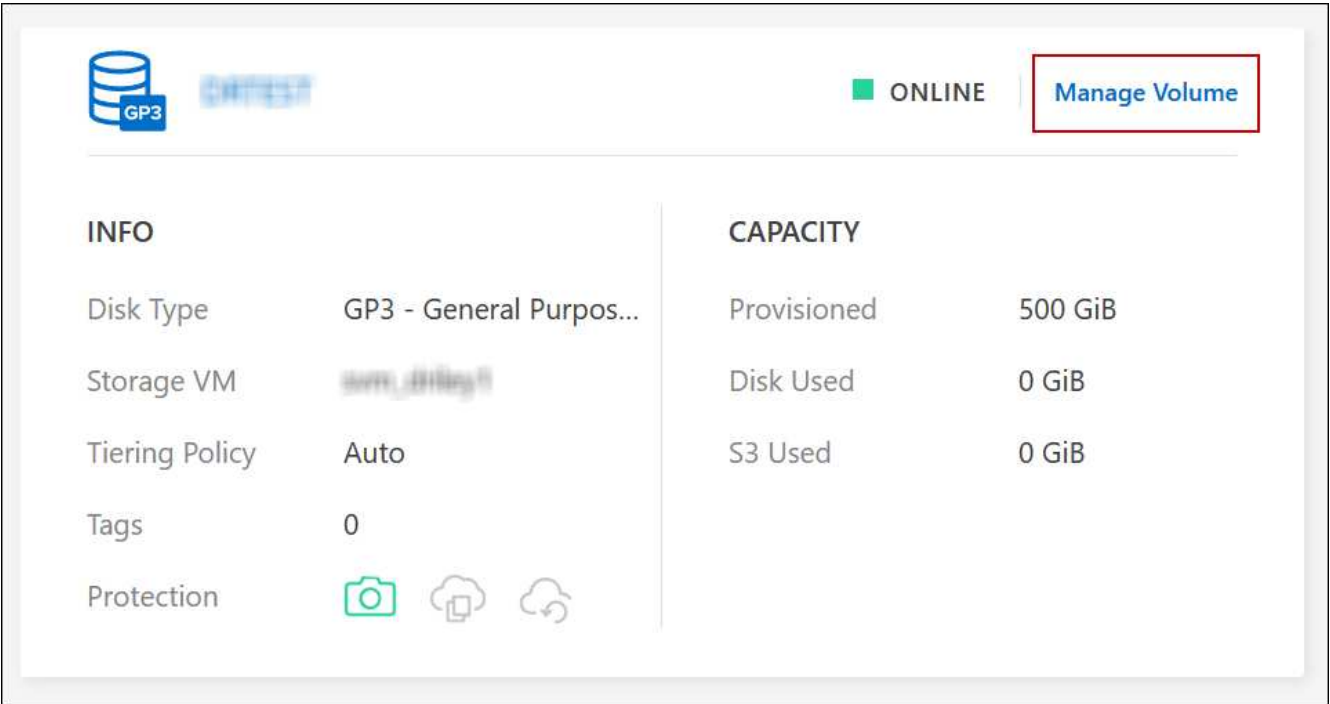 GP3
ONLINE
Manage Volume
INFO
Disk Type GP3 - General Purpos...
Storage VM
Tiering Policy Auto
Tags 0
Protection
CAPACITY
Provisioned 500 GiB
Disk Used 0 GiB
S3 Used 0 GiB